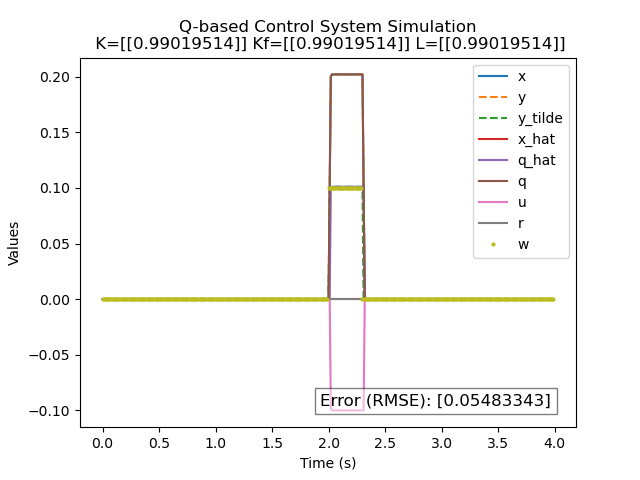 Q-based Control System Simulation
K=[[0.99019514]] Kf=[[0.99019514]] L=[[0.99019514]]
Values
0.20
0.15
0.10
0.05
0.00
−0.05
−0.10
x
y
y_tilde
x_hat
q_hat
q
u
r
w
Error (RMSE): [0.05483343]
0.0 0.5 1.0 1.5 2.0 2.5 3.0 3.5 4.0
Time (s)